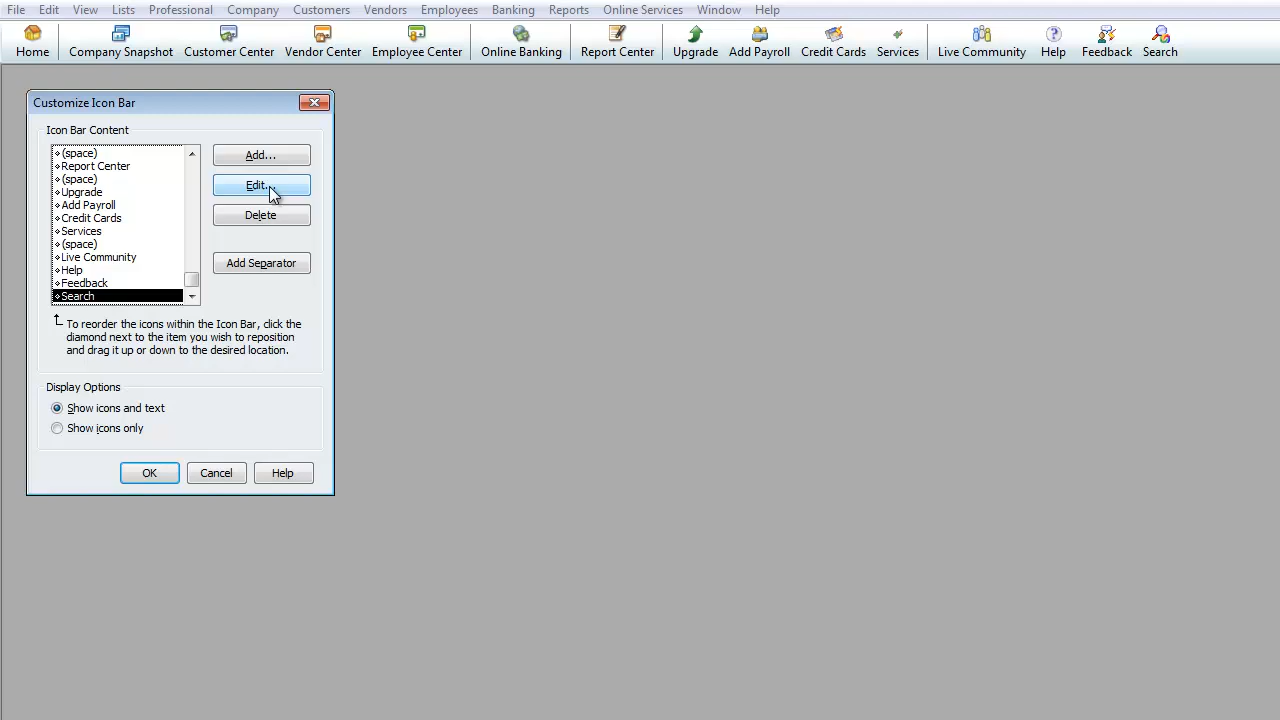 File Edit View Lists Professional Company Customers Vendors Employees Banking Reports Online Services Window Help
Home Company Snapshot Customer Center Vendor Center Employee Center Online Banking Report Center Upgrade Add Payroll Credit Cards Services Live Community Help Feedback Search
Customize Icon Bar
Icon Bar Content
(space)
Report Center
(space)
Upgrade
Add Payroll
Credit Cards
Services
(space)
Live Community
Help
Feedback
Search
Add...
Edit...
Delete
Add Separator
To reorder the icons within the Icon Bar, click the
diamond next to the item you wish to reposition
and drag it up or down to the desired location.
Display Options
Show icons and text
Show icons only
OK Cancel Help